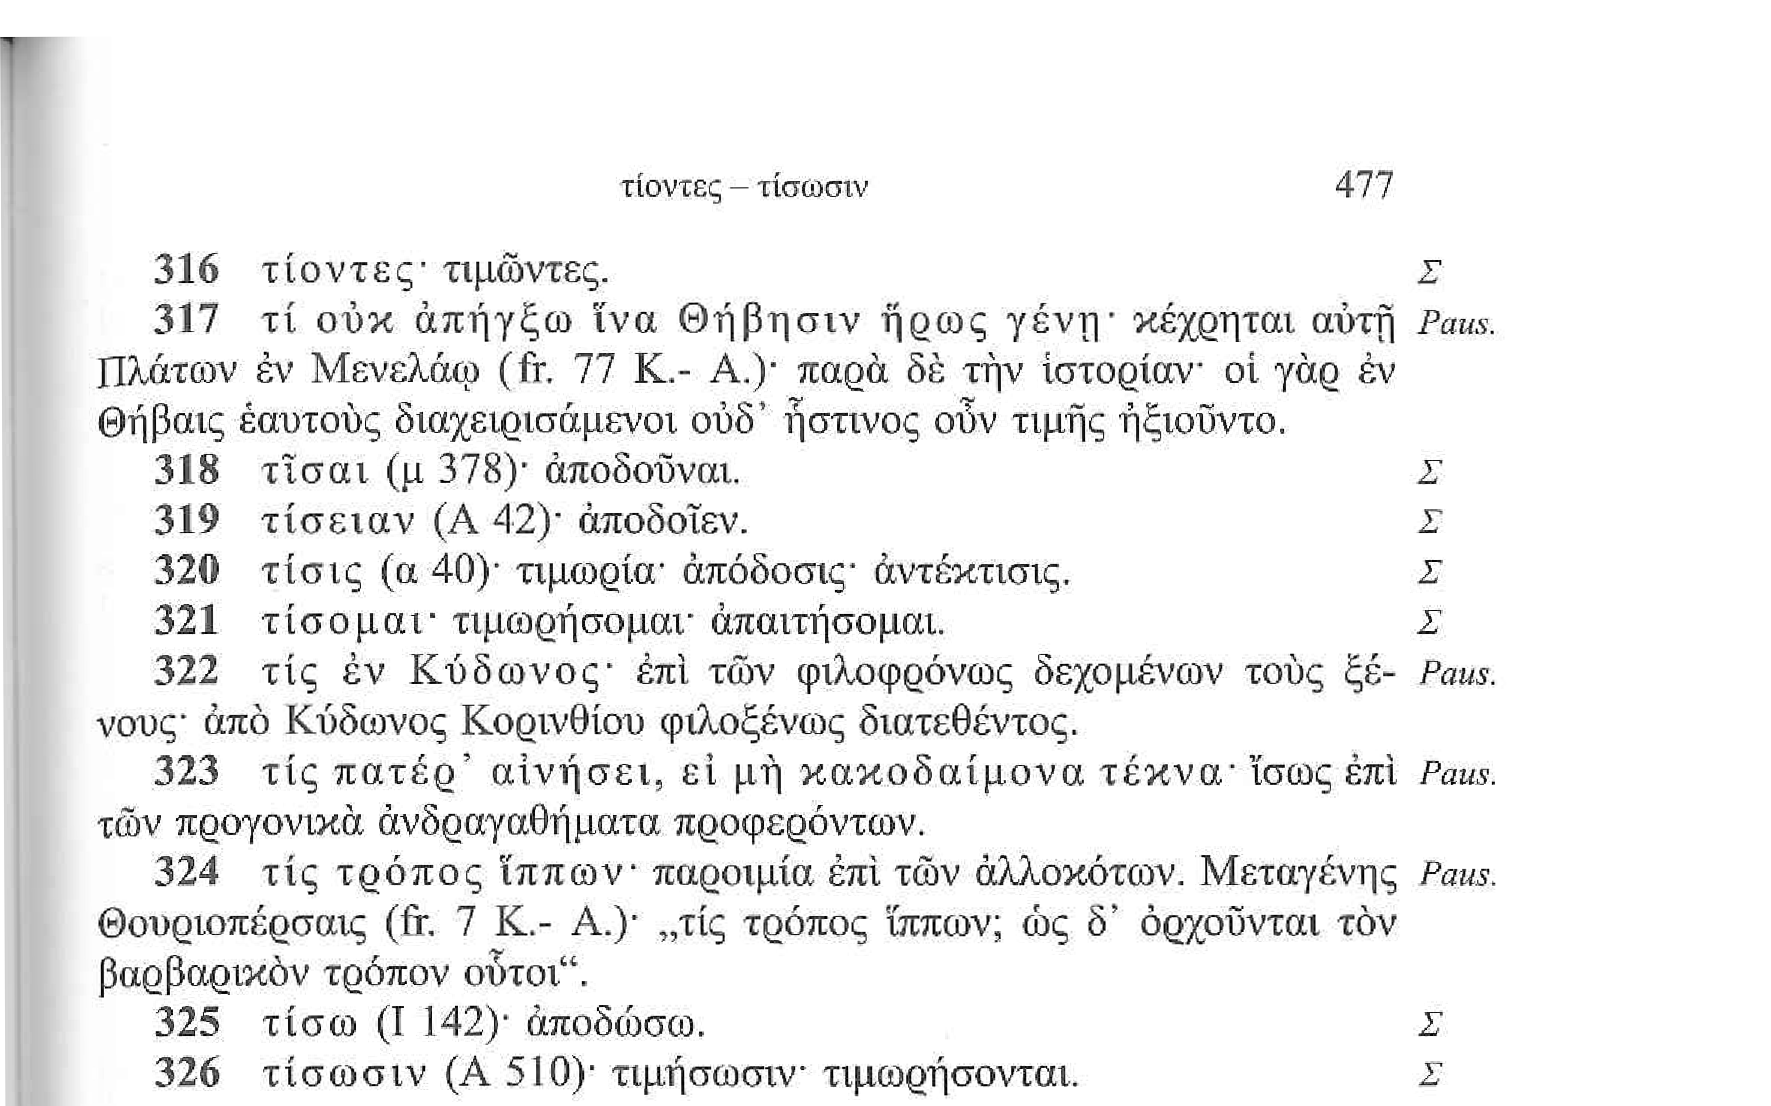 τίοντες – τίσωσιν 477
316 τίοντες· τιμῶντες. Σ
317 τί οὐκ ἀπήγξω ἵνα Θήβησιν ἥρως γένῃ· κέχρηται αὐτῇ Paus.
Πλάτων ἐν Μενελάῳ (fr. 77 K.- A.)· παρὰ δὲ τὴν ἱστορίαν· οἱ γὰρ ἐν
Θήβαις ἑαυτοὺς διαχειρισάμενοι οὐδ’ ἧστινος οὖν τιμῆς ἠξιοῦντο.
318 τῖσαι (μ 378)· ἀποδοῦναι. Σ
319 τίσειαν (Α 42)· ἀποδοῖεν. Σ
320 τίσις (α 40)· τιμωρία· ἀπόδοσις· ἀντέκτισις. Σ
321 τίσομαι· τιμωρήσομαι· ἀπαιτήσομαι. Σ
322 τίς ἐν Κύδωνος· ἐπὶ τῶν φιλοφρόνως δεχομένων τοὺς ξέ- Paus.
νους· ἀπὸ Κύδωνος Κορινθίου φιλοξένως διατεθέντος.
323 τίς πατέρ’ αἰνήσει, εἰ μὴ κακοδαίμονα τέκνα· ἴσως ἐπὶ Paus.
τῶν προγονικὰ ἀνδραγαθήματα προφερόντων.
324 τίς τρόπος ἵππων· παροιμία ἐπὶ τῶν ἀλλοκότων. Μεταγένης Paus.
Θουριοπέρσαις (fr. 7 K.- A.)· „τίς τρόπος ἵππων; ὡς δ’ ὀρχοῦνται τὸν
βαρβαρικὸν τρόπον οὗτοι“.
325 τίσω (Ι 142)· ἀποδώσω. Σ
326 τίσωσιν (Α 510)· τιμήσωσιν· τιμωρήσονται. Σ